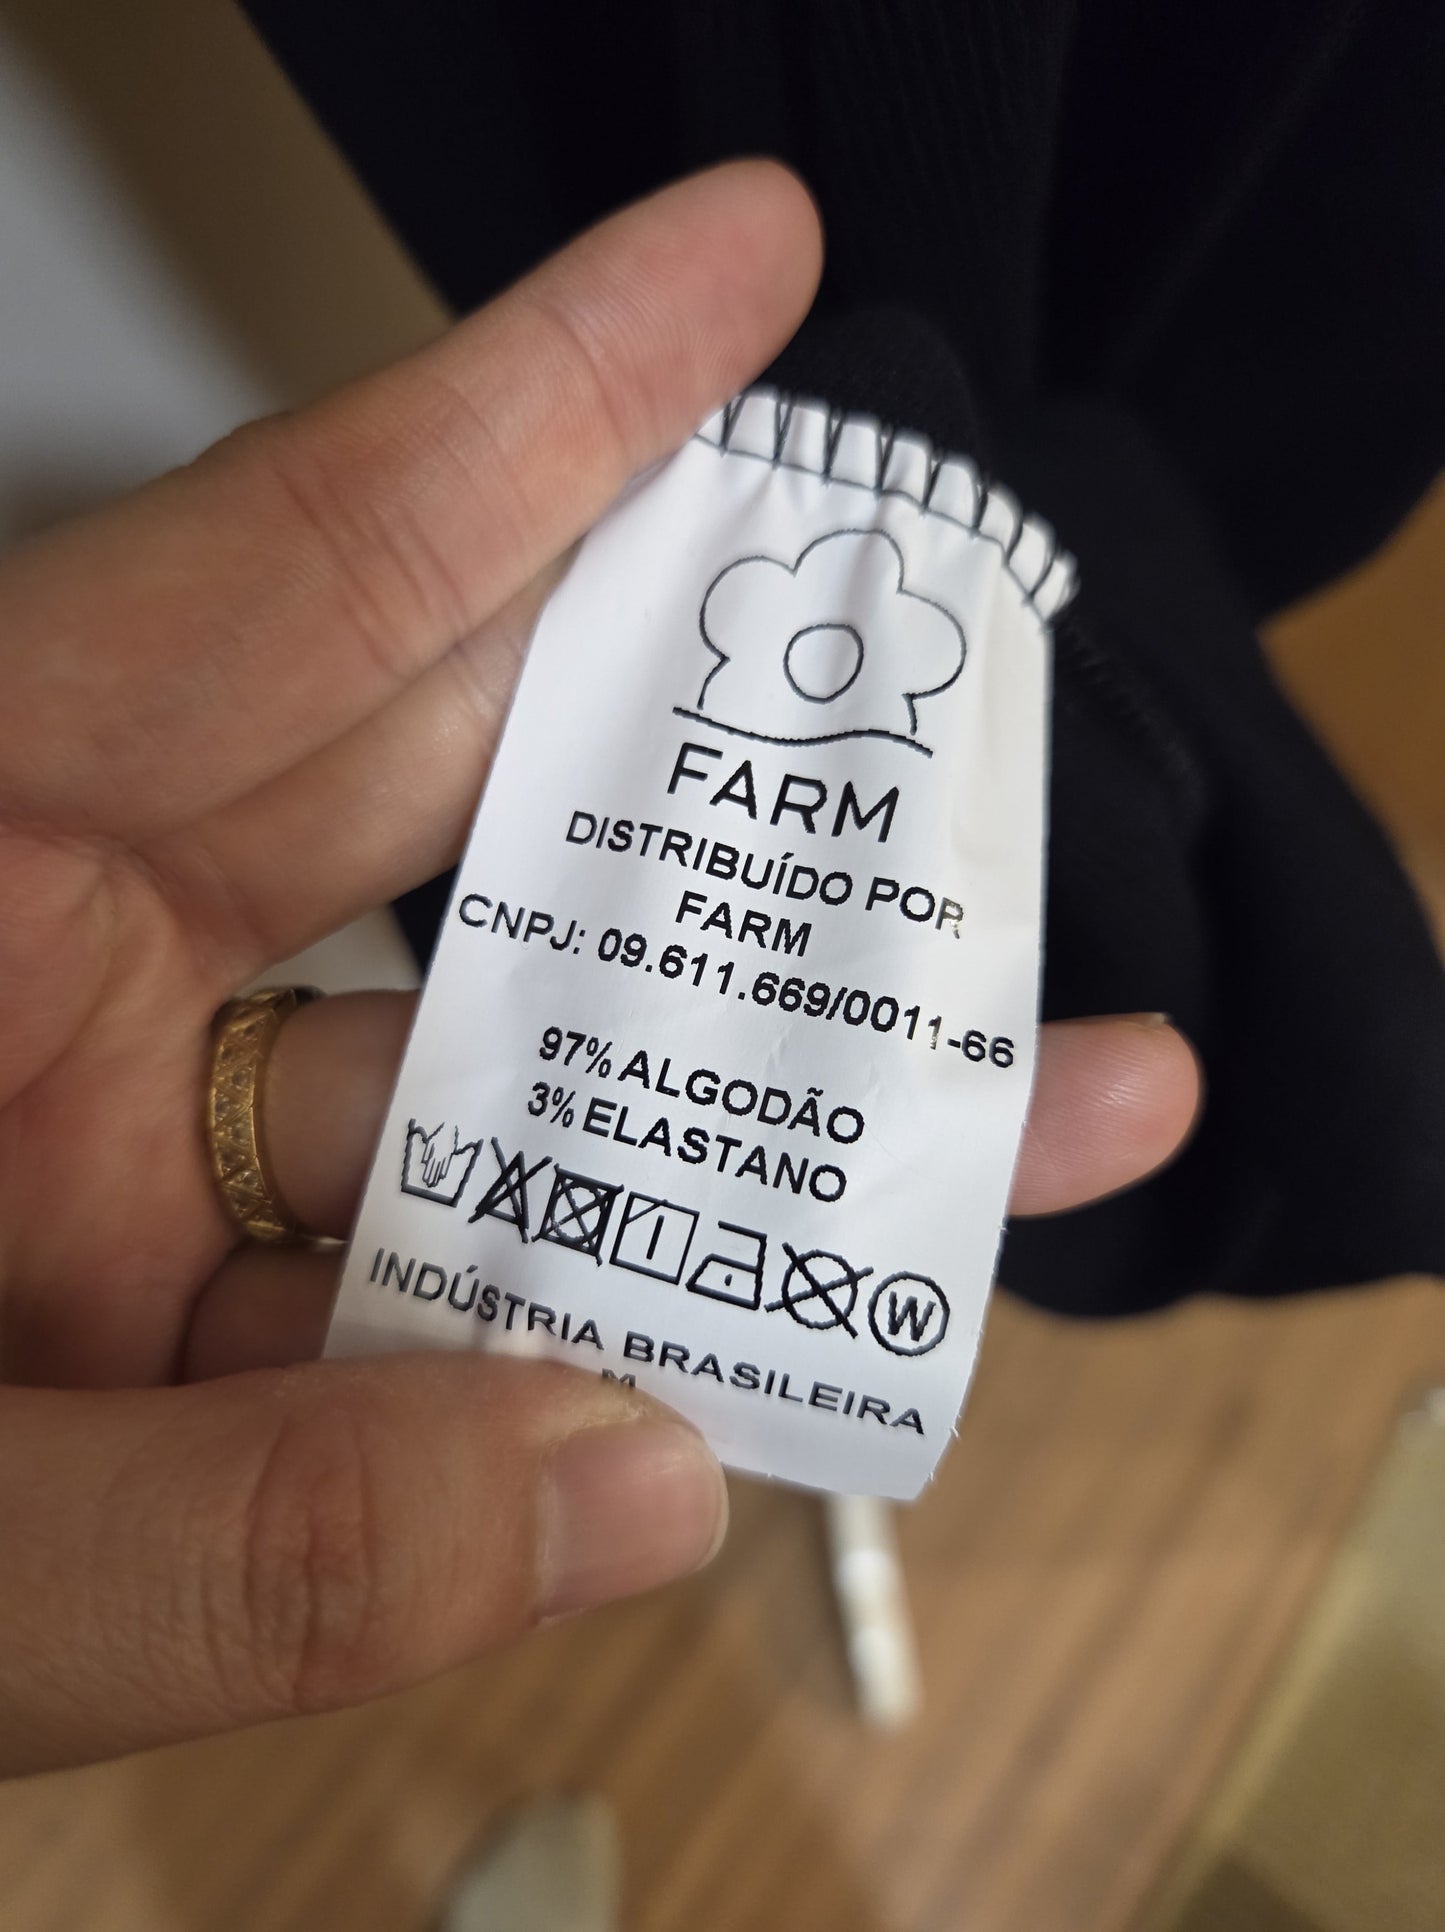 FARM
DISTRIBUÍDO POR
FARM
CNPJ: 09.611.669/0011-66
97% ALGODÃO
3% ELASTANO
W
INDÚSTRIA BRASILEIRA
M